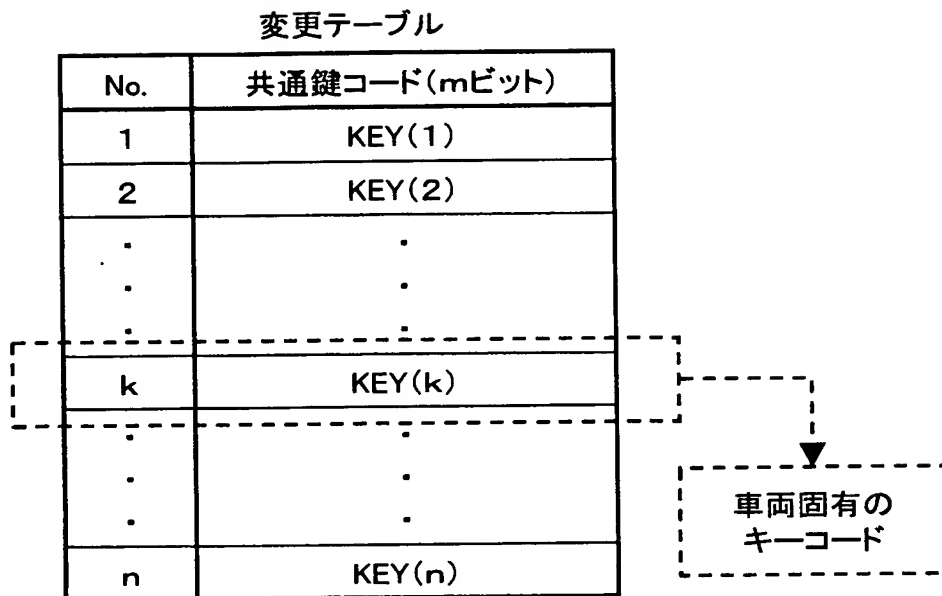 変更テーブル
No. 共通鍵コード(mビット)
1 KEY(1)
2 KEY(2)
. .
. .
. .
k KEY(k)
. .
. .
. .
n KEY(n)
車両固有の
キーコード